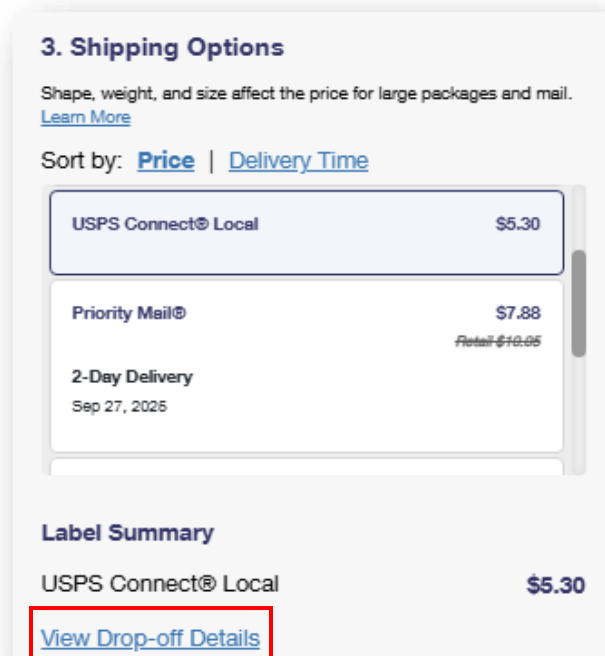 3. Shipping Options
Shape, weight, and size affect the price for large packages and mail.
Learn More
Sort by: Price | Delivery Time
USPS Connect® Local $5.30
Priority Mail® $7.88
Retail $10.05
2-Day Delivery
Sep 27, 2025
Label Summary
USPS Connect® Local $5.30
View Drop-off Details